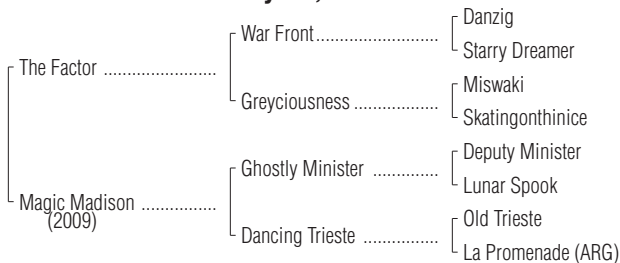 Danzig
War Front
Starry Dreamer
The Factor
Miswaki
Greyciousness
Skatingonthinice
Deputy Minister
Ghostly Minister
Lunar Spook
Magic Madison
(2009)
Old Trieste
Dancing Trieste
La Promenade (ARG)